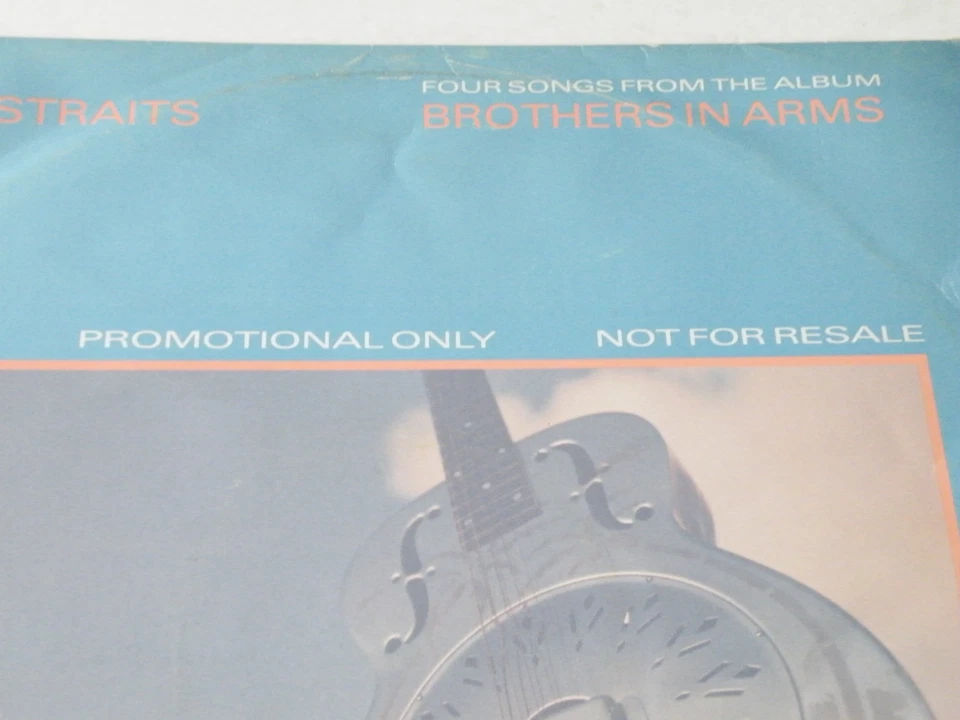 FOUR SONGS FROM THE ALBUM
STRAITS BROTHERS IN ARMS
PROMOTIONAL ONLY NOT FOR RESALE